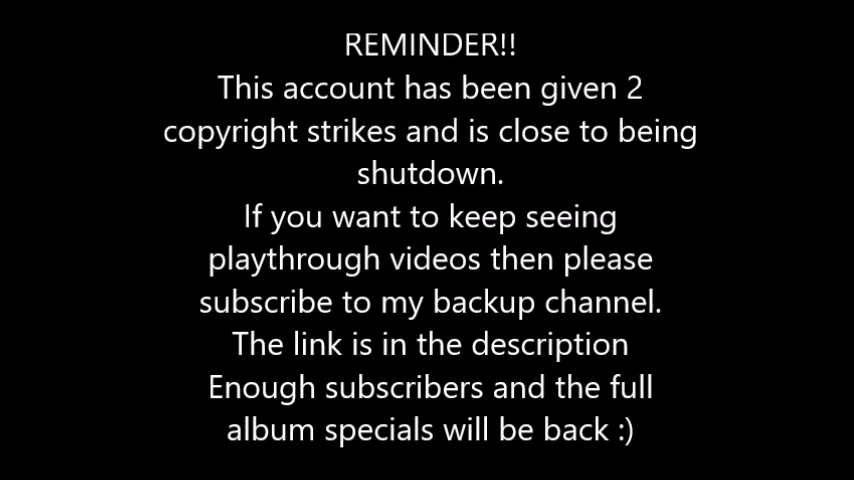 REMINDER!!
This account has been given 2
copyright strikes and is close to being
shutdown.
If you want to keep seeing
playthrough videos then please
subscribe to my backup channel.
The link is in the description
Enough subscribers and the full
album specials will be back :)